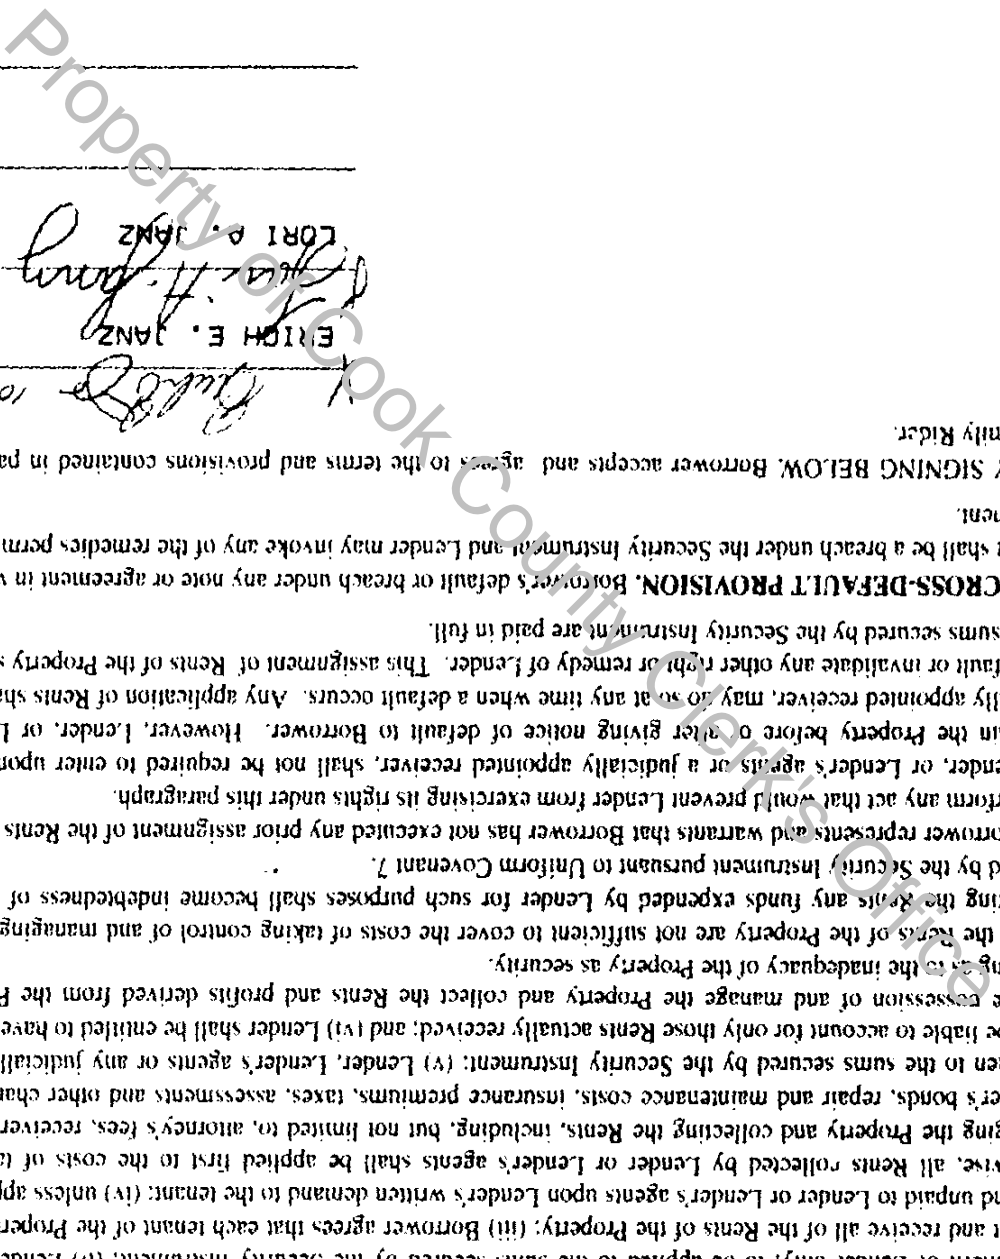 r and receive all of the Rents of the Property; (iii) Borrower agrees that each tenant of the Proper
nd unpaid to Lender or Lender's agents upon Lender's written demand to the tenant; (iv) unless app
wise, all Rents collected by Lender or Lender's agents shall be applied first to the costs of ta
ging the Property and collecting the Rents, including, but not limited to, attorney's fees, receiver
er's bonds, repair and maintenance costs, insurance premiums, taxes, assessments and other char
hen to the sums secured by the Security Instrument; (v) Lender, Lender's agents or any judiciall
be liable to account for only those Rents actually received; and (vi) Lender shall be entitled to have
e possession of and manage the Property and collect the Rents and profits derived from the P
ng as to the inadequacy of the Property as security.
the Rents of the Property are not sufficient to cover the costs of taking control of and managing
ting the Rents any funds expended by Lender for such purposes shall become indebtedness of
d by the Security Instrument pursuant to Uniform Covenant 7.
orrower represents and warrants that Borrower has not executed any prior assignment of the Rents
rform any act that would prevent Lender from exercising its rights under this paragraph.
ender, or Lender's agents or a judicially appointed receiver, shall not be required to enter upon
in the Property before or after giving notice of default to Borrower. However, Lender, or L
lly appointed receiver, may do so at any time when a default occurs. Any application of Rents sha
fault or invalidate any other right or remedy of Lender. This assignment of Rents of the Property s
sums secured by the Security Instrument are paid in full.
CROSS-DEFAULT PROVISION. Borrower's default or breach under any note or agreement in w
t shall be a breach under the Security Instrument and Lender may invoke any of the remedies perm
ment.
Y SIGNING BELOW, Borrower accepts and agrees to the terms and provisions contained in pa
mily Rider.
X
ERICH E. JANZ
Lori A. Janz
LORI A. JANZ
Property of Cook County Clerk's Office